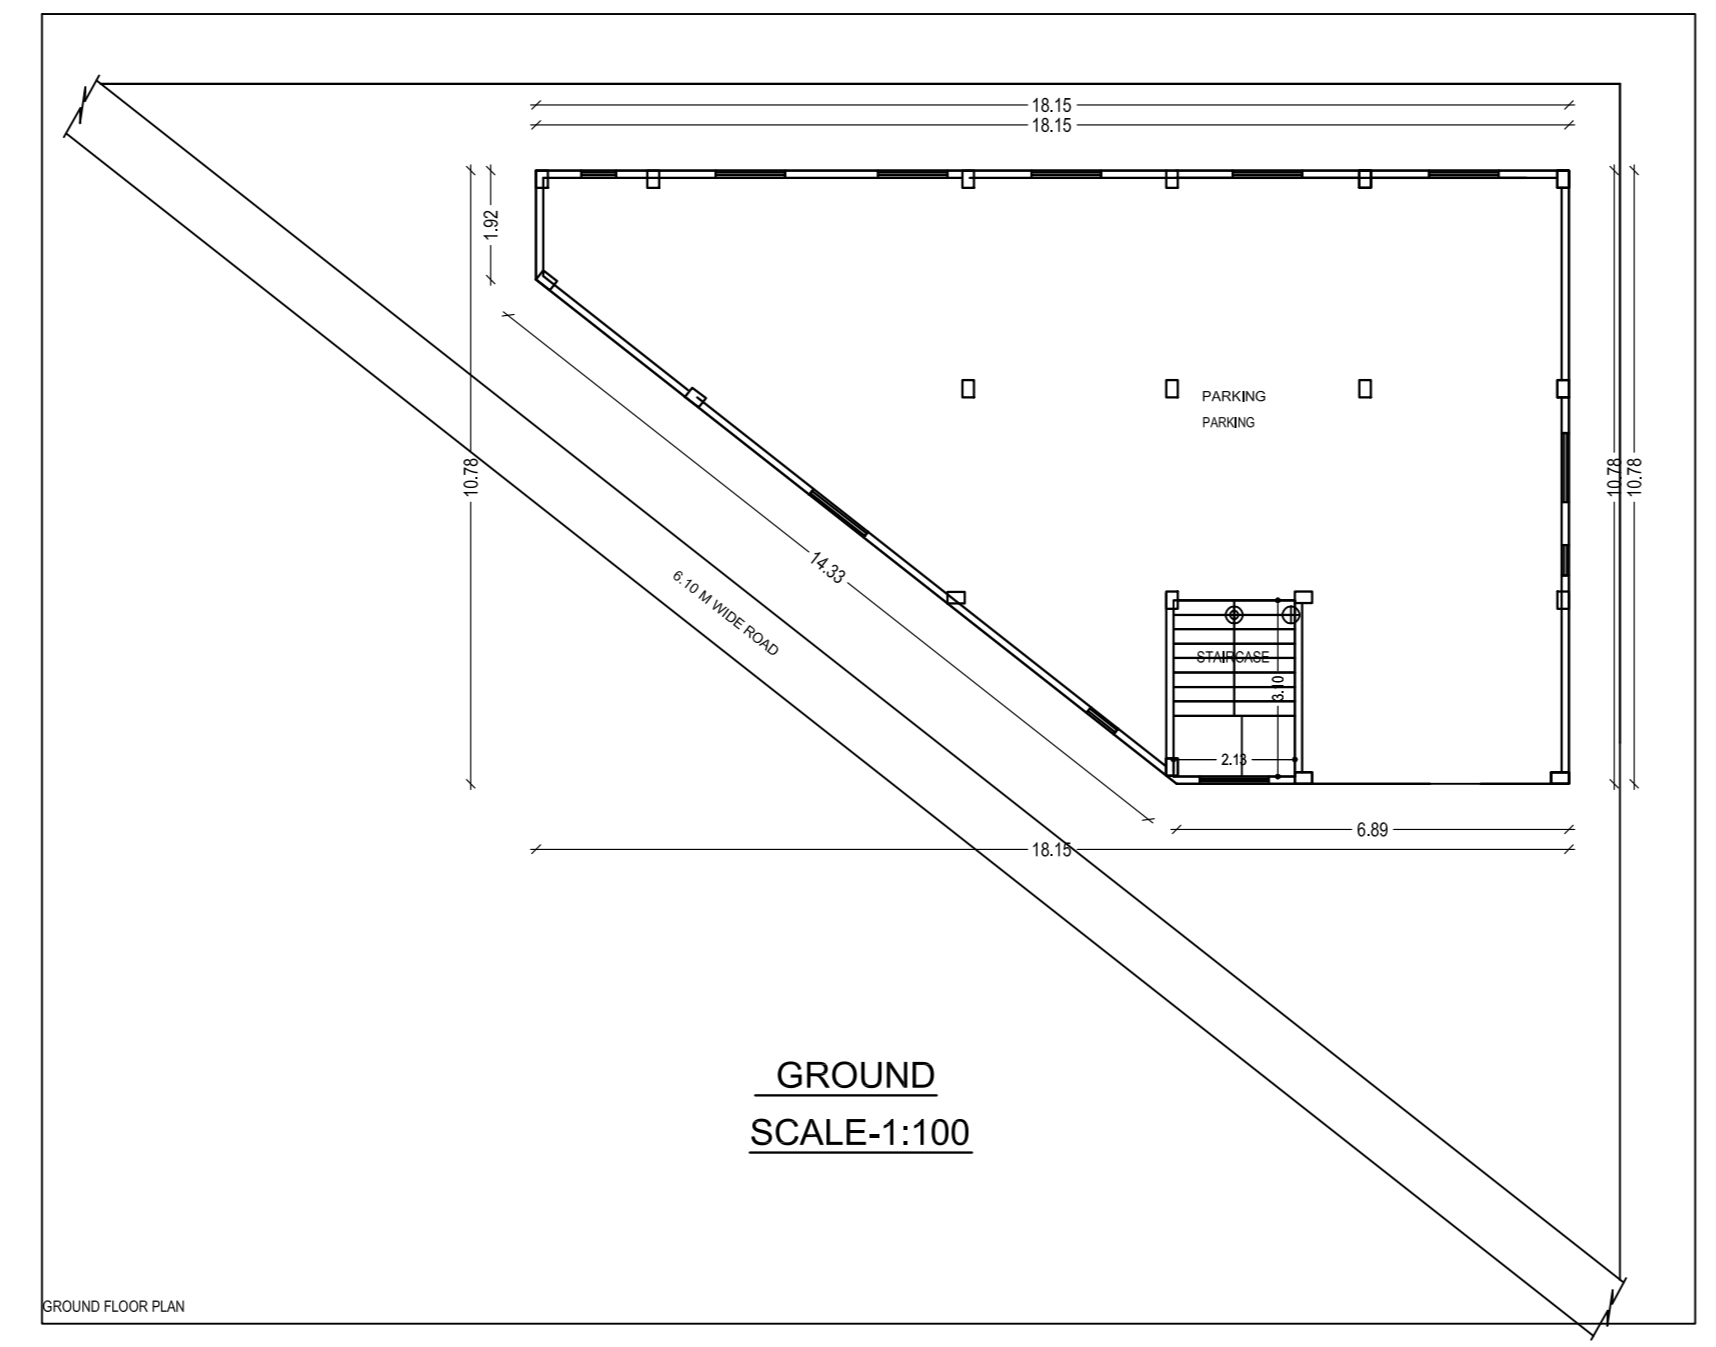 18.15
18.15
1.92
PARKING
PARKING
10.78
10.78
10.78
14.33
6.10 M WIDE ROAD
STAIRCASE
3.10
2.13
6.89
18.15
GROUND
SCALE-1:100
GROUND FLOOR PLAN